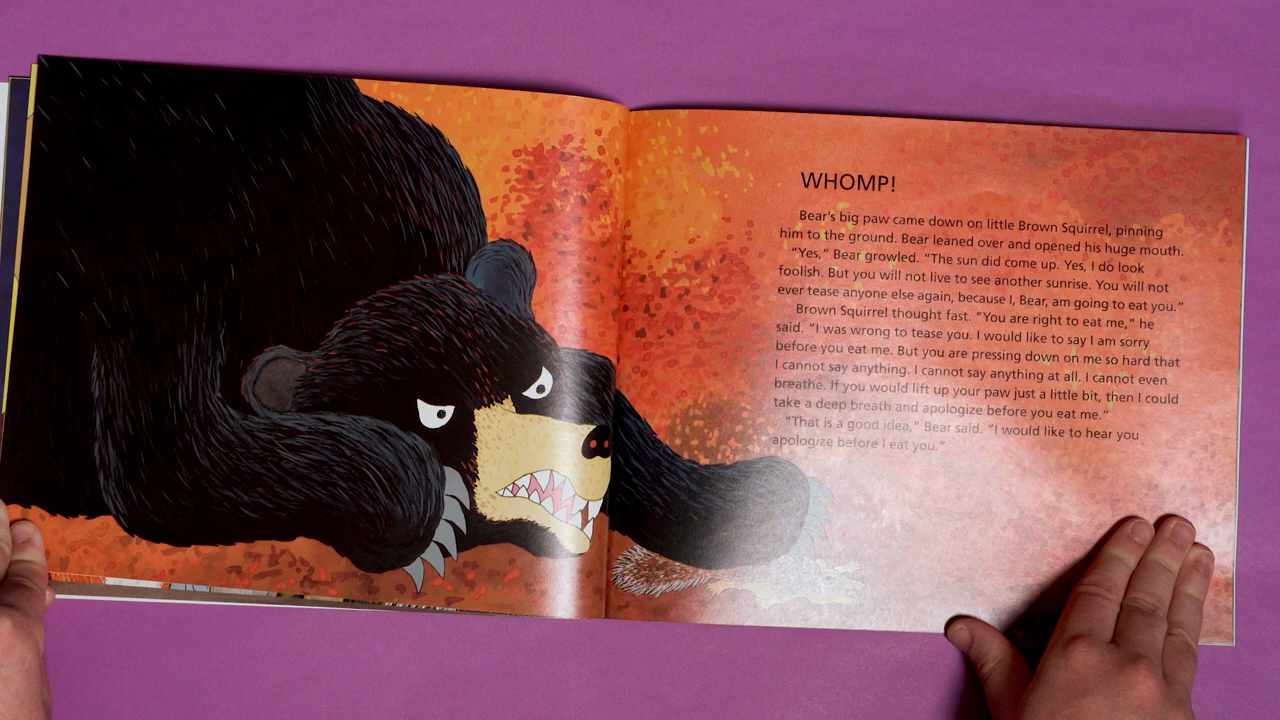 WHOMP!
Bear's big paw came down on little Brown Squirrel, pinning
him to the ground. Bear leaned over and opened his huge mouth.
"Yes," Bear growled. "The sun did come up. Yes, I do look
foolish. But you will not live to see another sunrise. You will not
ever tease anyone else again, because I, Bear, am going to eat you."
Brown Squirrel thought fast. "You are right to eat me," he
said. "I was wrong to tease you. I would like to say I am sorry
before you eat me. But you are pressing down on me so hard that
I cannot say anything. I cannot say anything at all. I cannot even
breathe. If you would lift up your paw just a little bit, then I could
take a deep breath and apologize before you eat me."
"That is a good idea," Bear said. "I would like to hear you
apologize before I eat you."